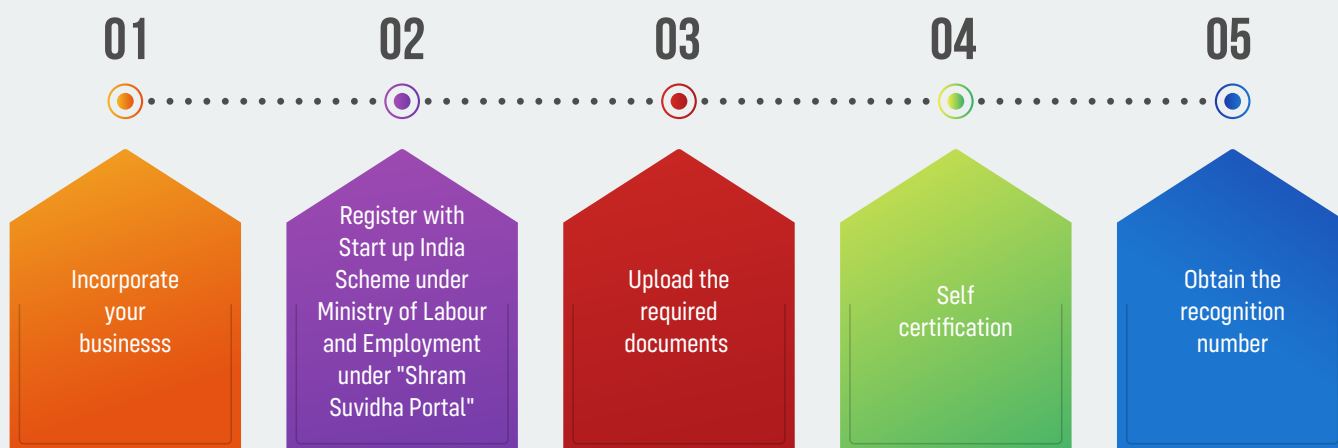 01
02
03
04
05
Incorporate
your
businesss
Register with
Start up India
Scheme under
Ministry of Labour
and Employment
under "Shram
Suvidha Portal"
Upload the
required
documents
Self
certification
Obtain the
recognition
number